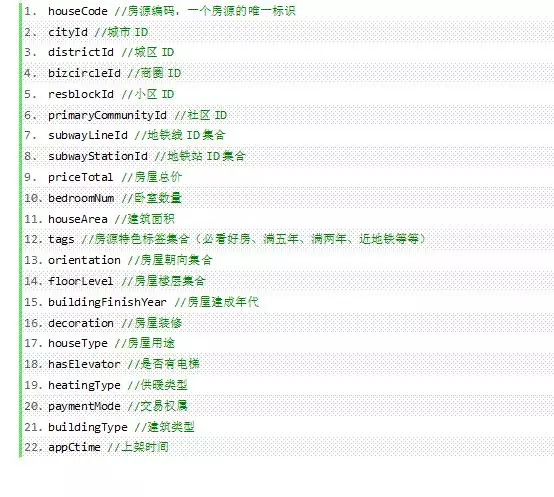 1. houseCode //房源编码，一个房源的唯一标识
2. cityId //城市 ID
3. districtId //城区 ID
4. bizcircleId //商圈 ID
5. resblockId //小区 ID
6. primaryCommunityId //社区 ID
7. subwayLineId //地铁线 ID 集合
8. subwayStationId //地铁站 ID 集合
9. priceTotal //房屋总价
10. bedroomNum //卧室数量
11. houseArea //建筑面积
12. tags //房源特色标签集合（必看好房、满五年、满两年、近地铁等等）
13. orientation //房屋朝向集合
14. floorLevel //房屋楼层集合
15. buildingFinishYear //房屋建成年代
16. decoration //房屋装修
17. houseType //房屋用途
18. hasElevator //是否有电梯
19. heatingType //供暖类型
20. paymentMode //交易权属
21. buildingType //建筑类型
22. appCtime //上架时间